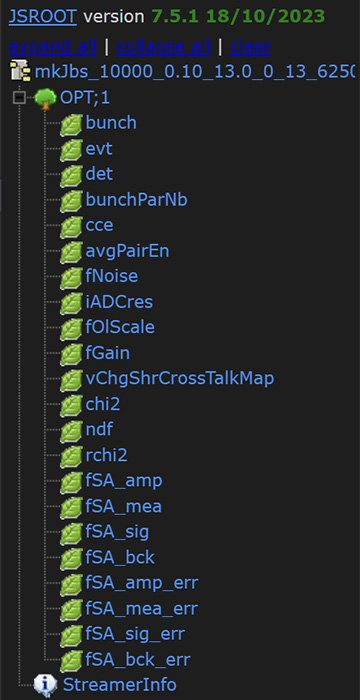 JSROOT version 7.5.1 18/10/2023
expand all | collapse all | clear
mkJbs_10000_0.10_13.0_0_13_6250
OPT;1
bunch
evt
det
bunchParNb
cce
avgPairEn
fNoise
iADCres
fOlScale
fGain
vChgShrCrossTalkMap
chi2
ndf
rchi2
fSA_amp
fSA_mea
fSA_sig
fSA_bck
fSA_amp_err
fSA_mea_err
fSA_sig_err
fSA_bck_err
StreamerInfo